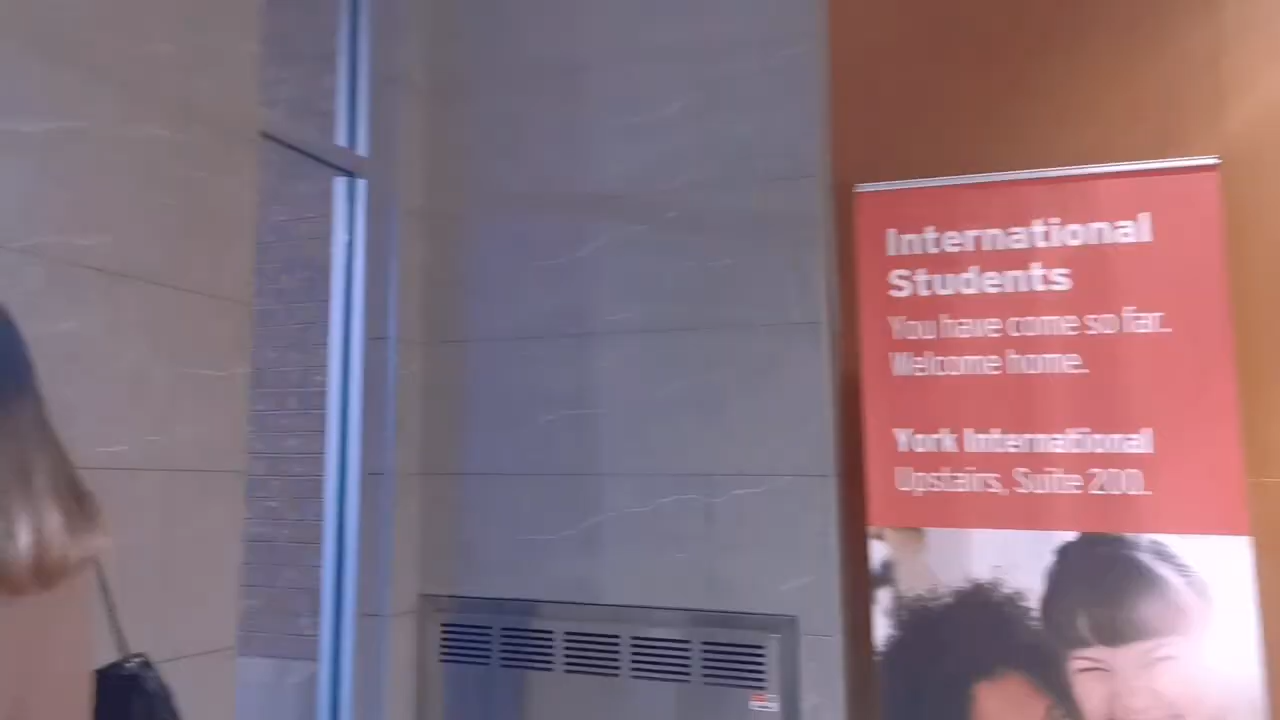 International
Students
You have come so far.
Welcome home.
York International
Upstairs, Suite 200.